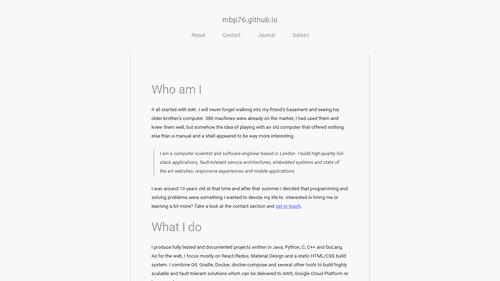 mbp76.github.io
About Contact Journal Darken
Who am I
It all started with 64K. I will never forget walking into my friend's basement and seeing his
older brother's computer. 386 machines were already on the market, I had used them and
knew them well, but somehow the idea of playing with an old computer that offered nothing
else than a manual and a shell appeared to be way more interesting.
I am a computer scientist and software engineer based in London. I build high-quality full-
stack applications, fault-tolerant service architectures, embedded systems and state of
the art websites, responsive experiences and mobile applications.
I was around 10 years old at that time and after that summer I decided that programming and
solving problems were something I wanted to devote my life to. Interested in hiring me or
learning a bit more? Take a look at the contact section and get in touch.
What I do
I produce fully tested and documented projects written in Java, Python, C, C++ and GoLang.
As for the web, I focus mostly on React/Redux, Material Design and a static HTML/CSS build
system. I combine Git, Gradle, Docker, docker-compose and several other tools to build highly
scalable and fault tolerant solutions which can be delivered to AWS, Google Cloud Platform or